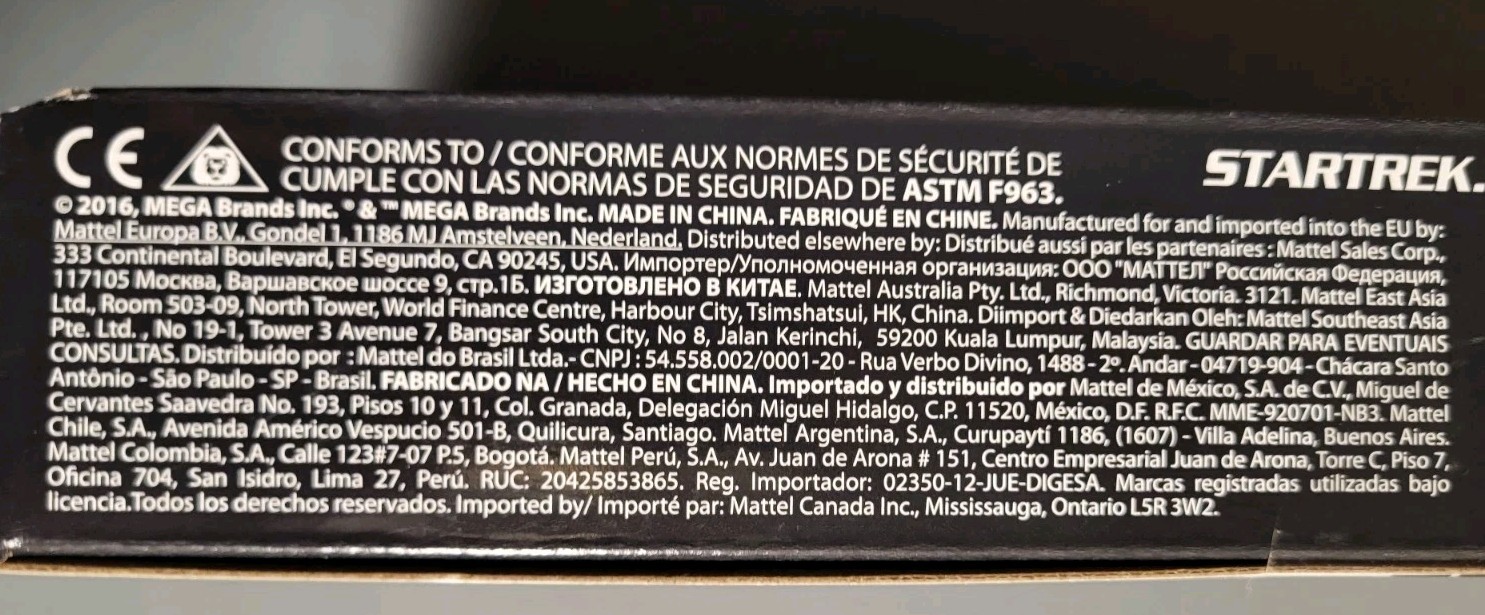 CE CONFORMS TO / CONFORME AUX NORMES DE SÉCURITÉ DE
CUMPLE CON LAS NORMAS DE SEGURIDAD DE ASTM F963.
STARTREK.
© 2016, MEGA Brands Inc. ® & ™ MEGA Brands Inc. MADE IN CHINA. FABRIQUÉ EN CHINE. Manufactured for and imported into the EU by:
Mattel Europa B.V., Gondel 1, 1186 MJ Amstelveen, Nederland. Distributed elsewhere by: Distribué aussi par les partenaires : Mattel Sales Corp.,
333 Continental Boulevard, El Segundo, CA 90245, USA. Импортер/Уполномоченная организация: ООО "МАТТЕЛ" Российская Федерация,
117105 Москва, Варшавское шоссе 9, стр.1Б. ИЗГОТОВЛЕНО В КИТАЕ. Mattel Australia Pty. Ltd., Richmond, Victoria. 3121. Mattel East Asia
Ltd., Room 503-09, North Tower, World Finance Centre, Harbour City, Tsimshatsui, HK, China. Diimport & Diedarkan Oleh: Mattel Southeast Asia
Pte. Ltd. , No 19-1, Tower 3 Avenue 7, Bangsar South City, No 8, Jalan Kerinchi, 59200 Kuala Lumpur, Malaysia. GUARDAR PARA EVENTUAIS
CONSULTAS. Distribuído por : Mattel do Brasil Ltda.- CNPJ : 54.558.002/0001-20 - Rua Verbo Divino, 1488 - 2º. Andar - 04719-904 - Chácara Santo
Antônio - São Paulo - SP - Brasil. FABRICADO NA / HECHO EN CHINA. Importado y distribuido por Mattel de México, S.A. de C.V., Miguel de
Cervantes Saavedra No. 193, Pisos 10 y 11, Col. Granada, Delegación Miguel Hidalgo, C.P. 11520, México, D.F. R.F.C. MME-920701-NB3. Mattel
Chile, S.A., Avenida Américo Vespucio 501-B, Quilicura, Santiago. Mattel Argentina, S.A., Curupaytí 1186, (1607) - Villa Adelina, Buenos Aires.
Mattel Colombia, S.A., Calle 123#7-07 P.5, Bogotá. Mattel Perú, S.A., Av. Juan de Arona # 151, Centro Empresarial Juan de Arona, Torre C, Piso 7,
Oficina 704, San Isidro, Lima 27, Perú. RUC: 20425853865. Reg. Importador: 02350-12-JUE-DIGESA. Marcas registradas utilizadas bajo
licencia.Todos los derechos reservados. Imported by/ Importé par: Mattel Canada Inc., Mississauga, Ontario L5R 3W2.